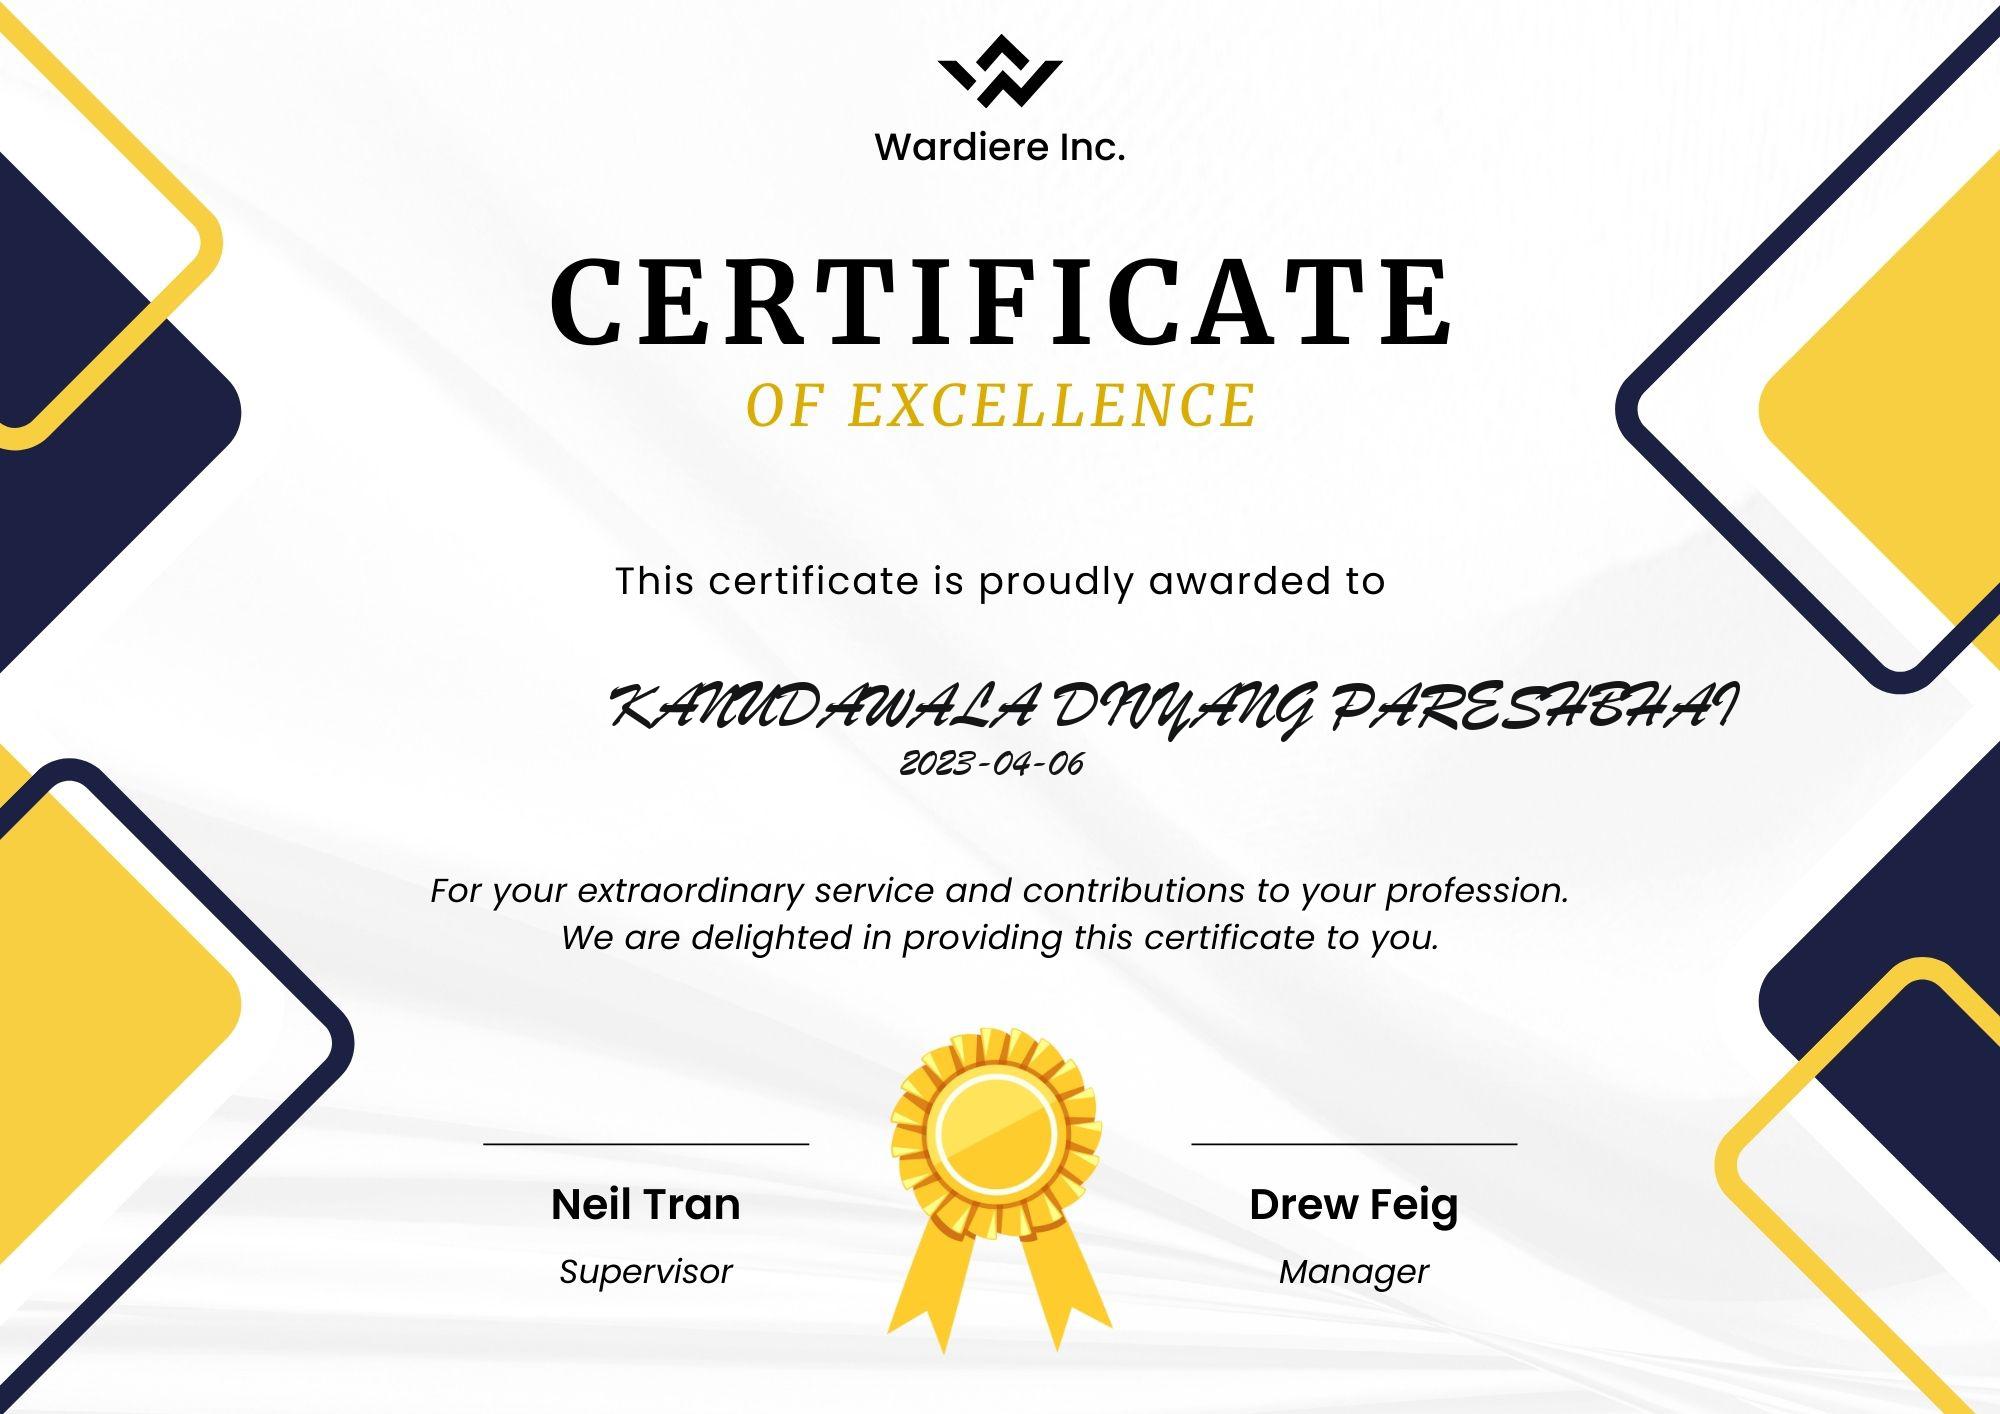 Wardiere Inc.
CERTIFICATE
OF EXCELLENCE
This certificate is proudly awarded to
KANUDAWALA DIVYANG PARESHBHAI
2023-04-06
For your extraordinary service and contributions to your profession.
We are delighted in providing this certificate to you.
Neil Tran
Supervisor
Drew Feig
Manager